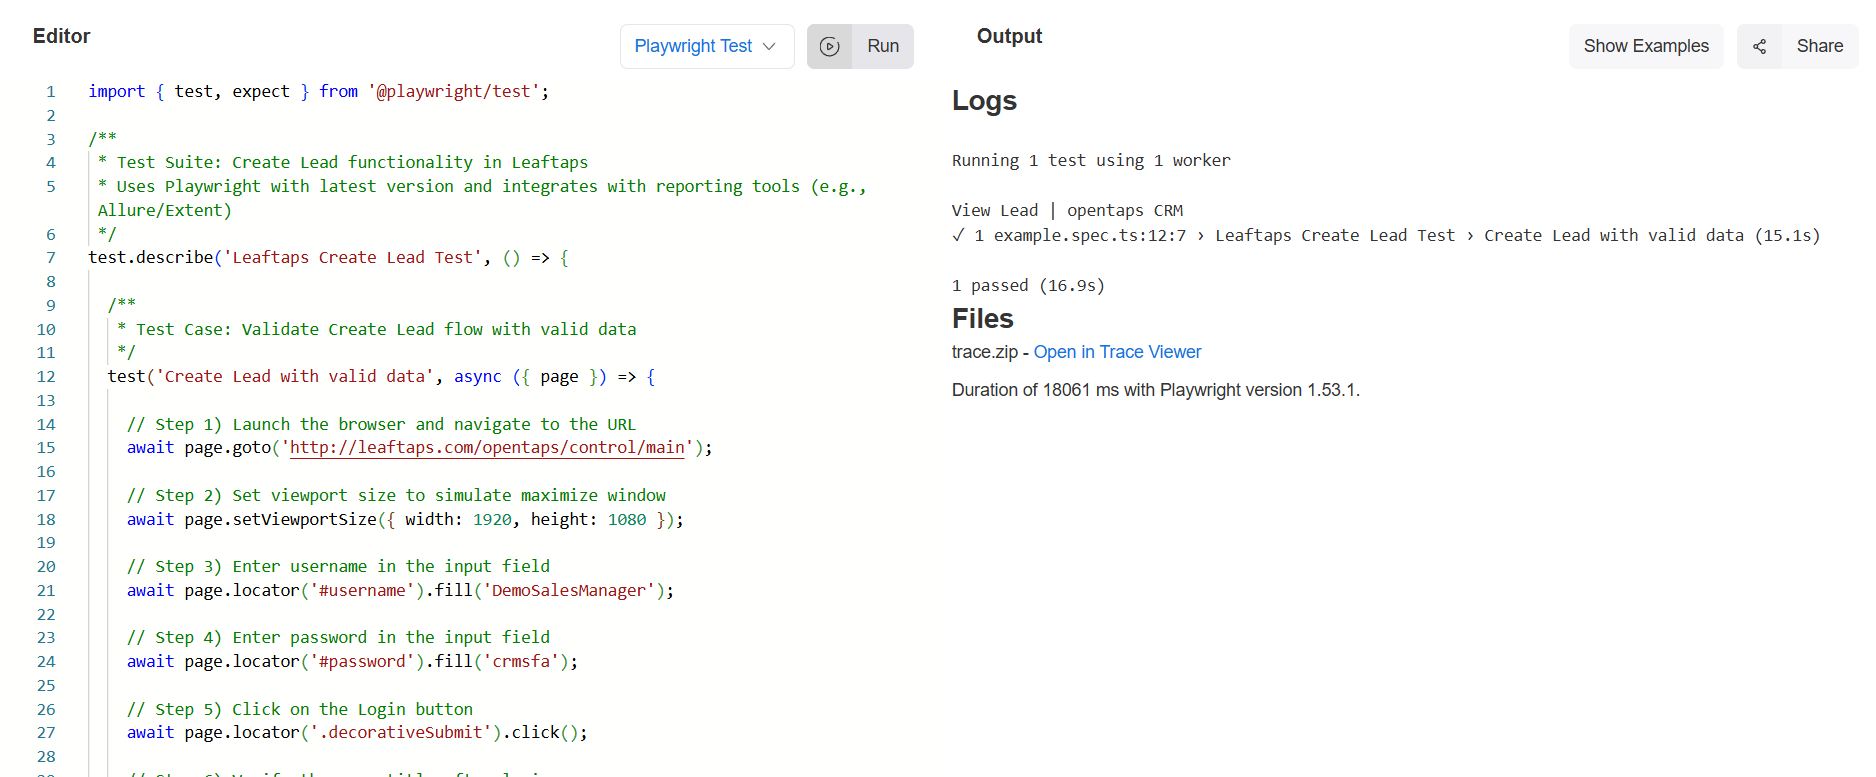 Editor
Playwright Test
Run
1 import { test, expect } from '@playwright/test';
2
3 /**
4 * Test Suite: Create Lead functionality in Leaftaps
5 * Uses Playwright with latest version and integrates with reporting tools (e.g.,
Allure/Extent)
6 */
7 test.describe('Leaftaps Create Lead Test', () => {
8
9 /**
10 * Test Case: Validate Create Lead flow with valid data
11 */
12 test('Create Lead with valid data', async ({ page }) => {
13
14 // Step 1) Launch the browser and navigate to the URL
15 await page.goto('http://leaftaps.com/opentaps/control/main');
16
17 // Step 2) Set viewport size to simulate maximize window
18 await page.setViewportSize({ width: 1920, height: 1080 });
19
20 // Step 3) Enter username in the input field
21 await page.locator('#username').fill('DemoSalesManager');
22
23 // Step 4) Enter password in the input field
24 await page.locator('#password').fill('crmsfa');
25
26 // Step 5) Click on the Login button
27 await page.locator('.decorativeSubmit').click();
28
Output
Show Examples
Share
Logs
Running 1 test using 1 worker
View Lead | opentaps CRM
✓ 1 example.spec.ts:12:7 › Leaftaps Create Lead Test › Create Lead with valid data (15.1s)
1 passed (16.9s)
Files
trace.zip - Open in Trace Viewer
Duration of 18061 ms with Playwright version 1.53.1.